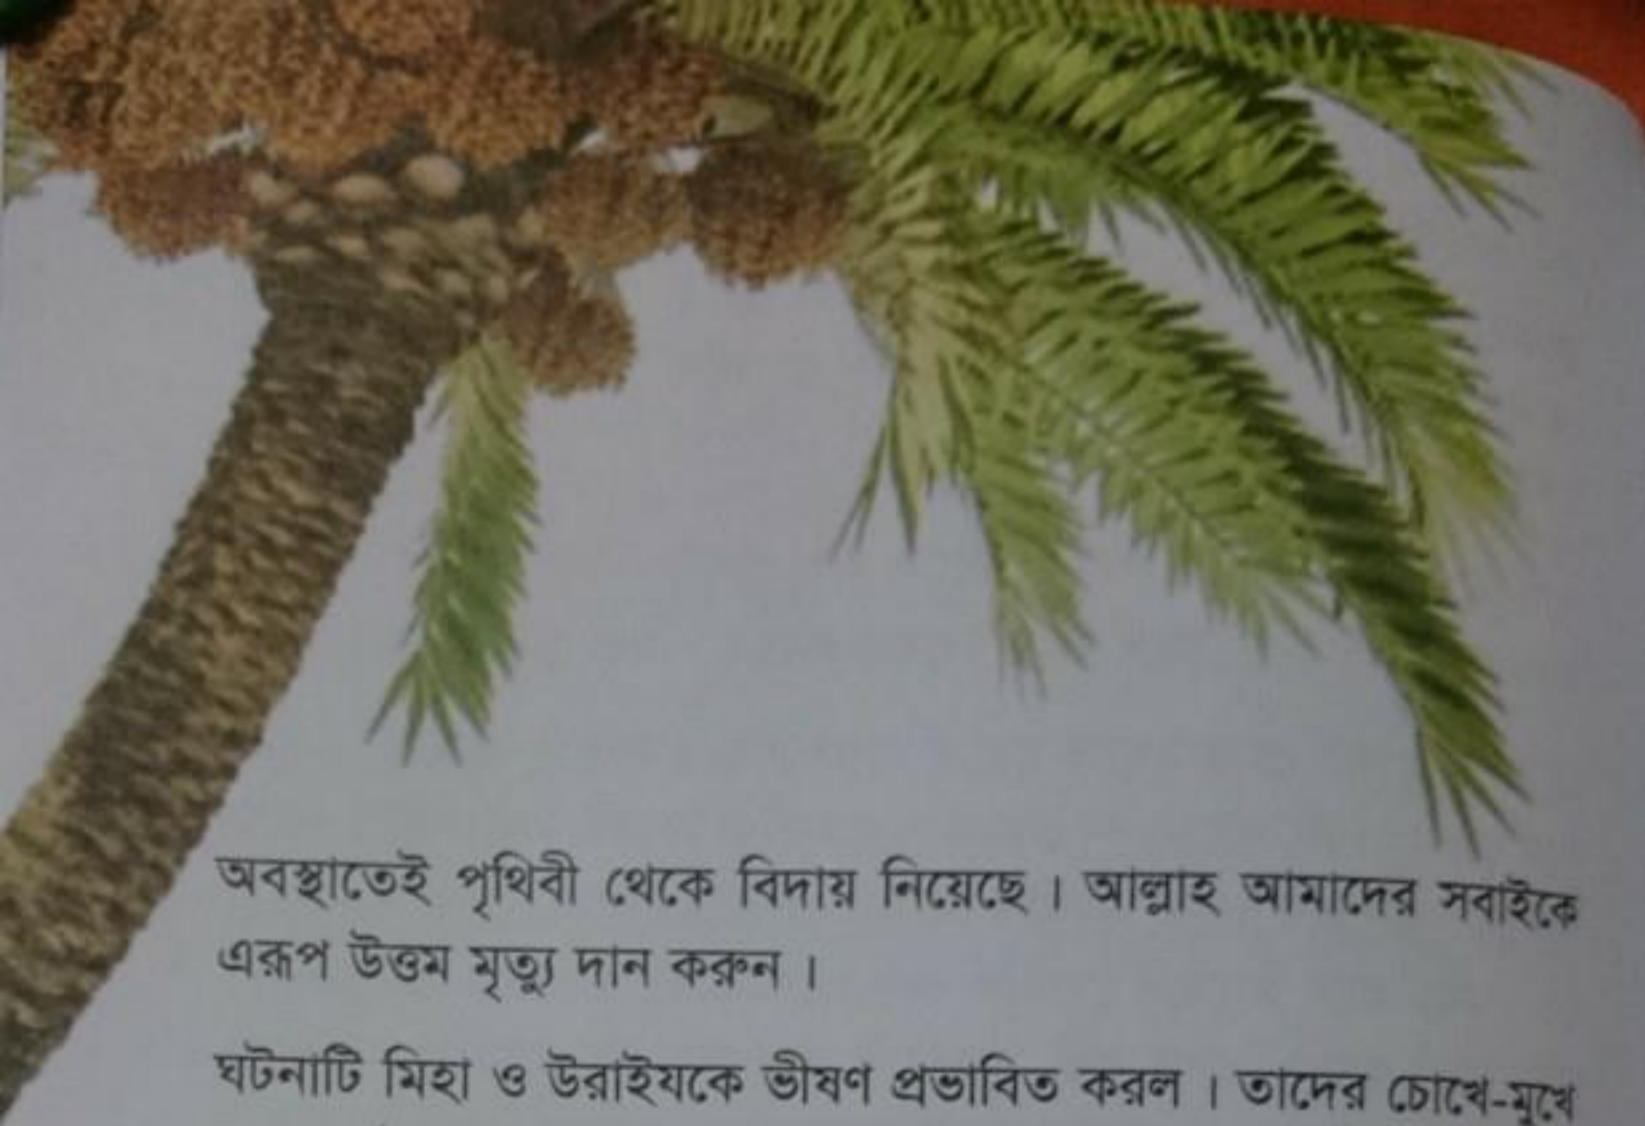 অবস্থাতেই পৃথিবী থেকে বিদায় নিয়েছে। আল্লাহ আমাদের সবাইকে
এরূপ উত্তম মৃত্যু দান করুন।
ঘটনাটি মিহা ও উরাইযকে ভীষণ প্রভাবিত করল। তাদের চোখে-মুখে